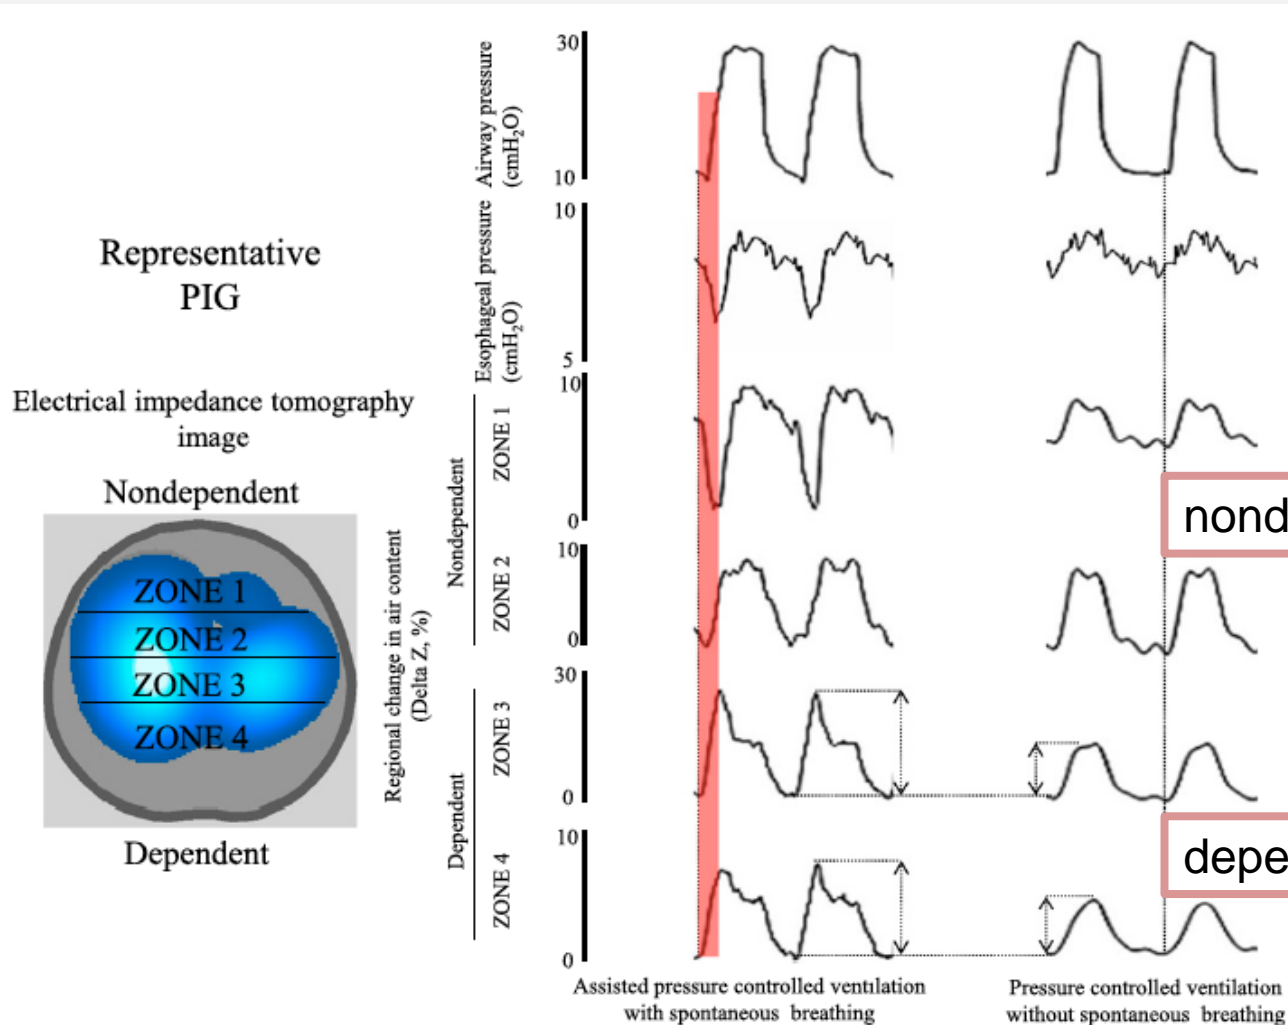 Representative
PIG
Electrical impedance tomography
image
Nondependent
ZONE 1
ZONE 2
ZONE 3
ZONE 4
Dependent
Airway pressure
(cmH₂O)
30
10
Esophageal pressure
(cmH₂O)
10
5
Regional change in air content
(Delta Z, %)
Nondependent
ZONE 1
10
0
ZONE 2
10
0
Dependent
ZONE 3
30
0
ZONE 4
10
0
nond
depe
Assisted pressure controlled ventilation
with spontaneous breathing
Pressure controlled ventilation
without spontaneous breathing